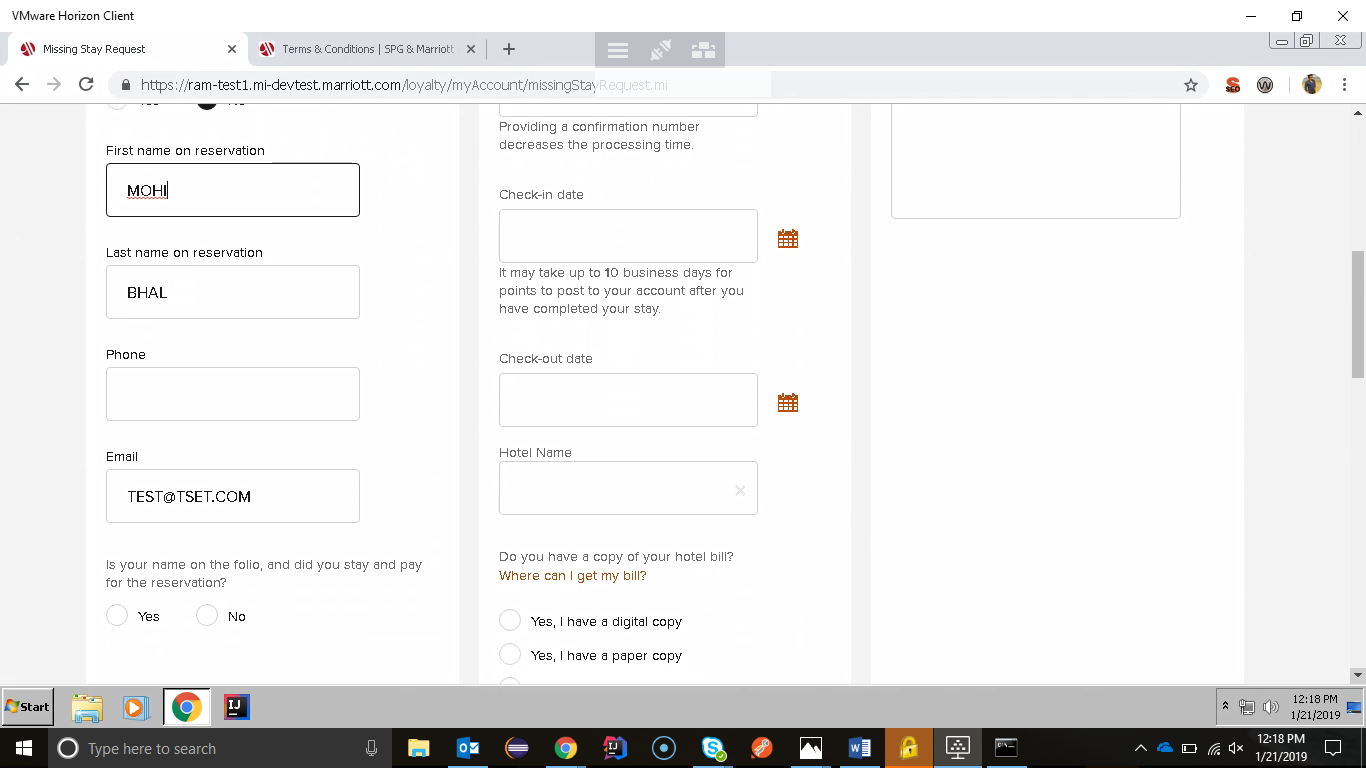 VMware Horizon Client
Missing Stay Request
Terms & Conditions | SPG & Marriott
https://ram-test1.mi-devtest.marriott.com/loyalty/myAccount/missingStayRequest.mi
First name on reservation
MOHI
Last name on reservation
BHAL
Phone
Email
TEST@TSET.COM
Is your name on the folio, and did you stay and pay
for the reservation?
Yes
No
Providing a confirmation number
decreases the processing time.
Check-in date
It may take up to 10 business days for
points to post to your account after you
have completed your stay.
Check-out date
Hotel Name
Do you have a copy of your hotel bill?
Where can I get my bill?
Yes, I have a digital copy
Yes, I have a paper copy
Start
12:18 PM
1/21/2019
Type here to search
12:18 PM
1/21/2019